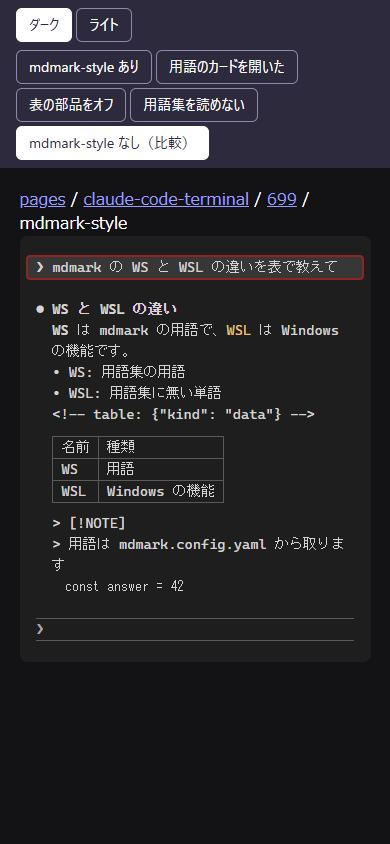 ダーク ライト
mdmark-style あり 用語のカードを開いた
表の部品をオフ 用語集を読めない
mdmark-style なし（比較）
pages / claude-code-terminal / 699 /
mdmark-style
❯ mdmark の WS と WSL の違いを表で教えて
● WS と WSL の違い
WS は mdmark の用語で、WSL は Windows
の機能です。
• WS: 用語集の用語
• WSL: 用語集に無い単語
<!-- table: {"kind": "data"} -->
名前 種類
WS 用語
WSL Windows の機能
> [!NOTE]
> 用語は mdmark.config.yaml から取りま
す
const answer = 42
❯